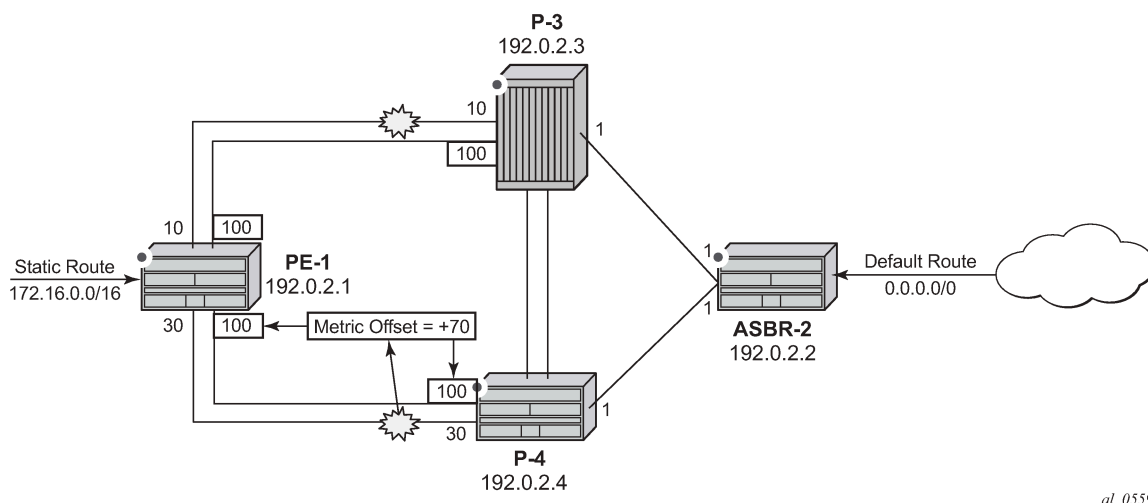 P-3
192.0.2.3
10
1
100
10
100
1
Static Route
172.16.0.0/16
PE-1
192.0.2.1
Default Route
0.0.0.0/0
30
100
Metric Offset = +70
1
ASBR-2
192.0.2.2
100
1
30
P-4
192.0.2.4